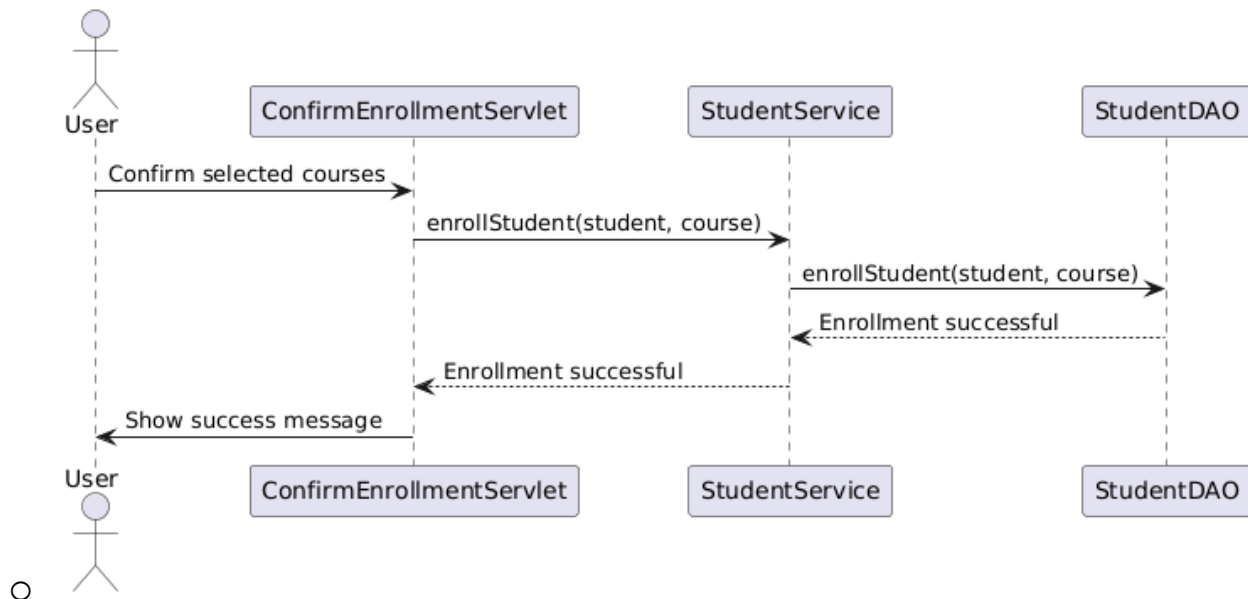 User
ConfirmEnrollmentServlet
StudentService
StudentDAO
Confirm selected courses
enrollStudent(student, course)
enrollStudent(student, course)
Enrollment successful
Enrollment successful
Show success message
User
ConfirmEnrollmentServlet
StudentService
StudentDAO